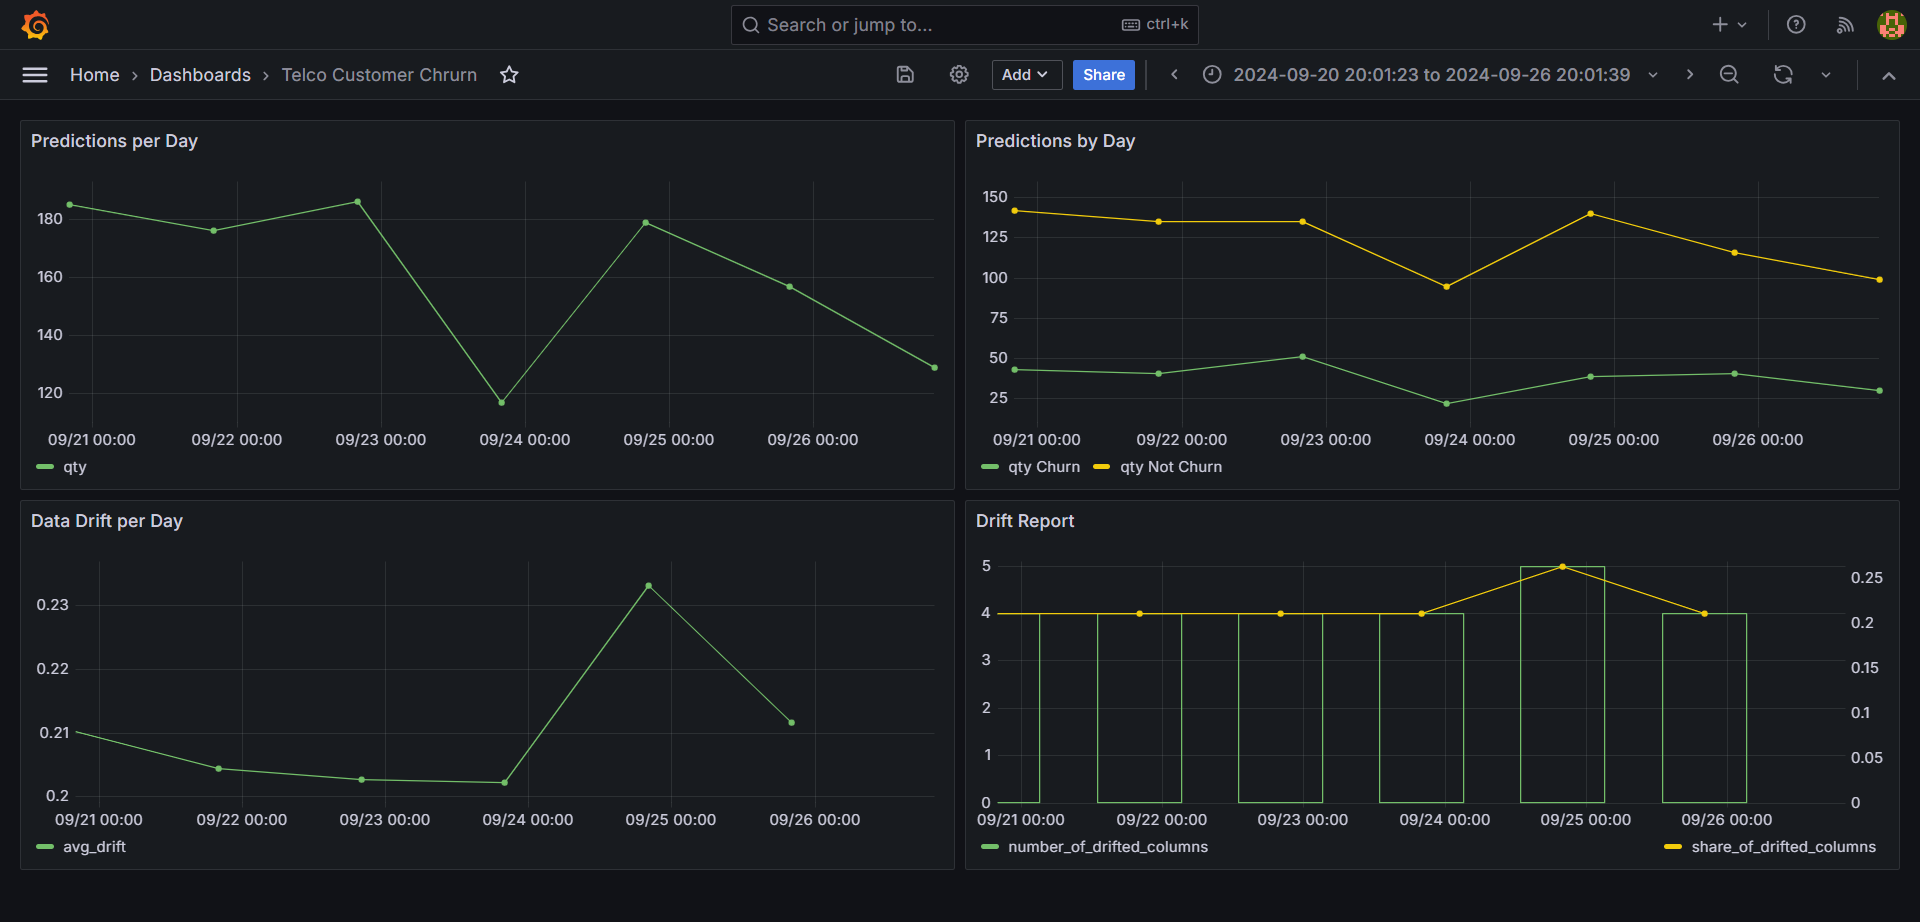 Search or jump to... ctrl+k
Home › Dashboards › Telco Customer Chrurn Add Share 2024-09-20 20:01:23 to 2024-09-26 20:01:39
Predictions per Day
180
160
140
120
09/21 00:00 09/22 00:00 09/23 00:00 09/24 00:00 09/25 00:00 09/26 00:00
qty
Predictions by Day
150
125
100
75
50
25
09/21 00:00 09/22 00:00 09/23 00:00 09/24 00:00 09/25 00:00 09/26 00:00
qty Churn qty Not Churn
Data Drift per Day
0.23
0.22
0.21
0.2
09/21 00:00 09/22 00:00 09/23 00:00 09/24 00:00 09/25 00:00 09/26 00:00
avg_drift
Drift Report
5
4
3
2
1
0
0.25
0.2
0.15
0.1
0.05
0
09/21 00:00 09/22 00:00 09/23 00:00 09/24 00:00 09/25 00:00 09/26 00:00
number_of_drifted_columns share_of_drifted_columns